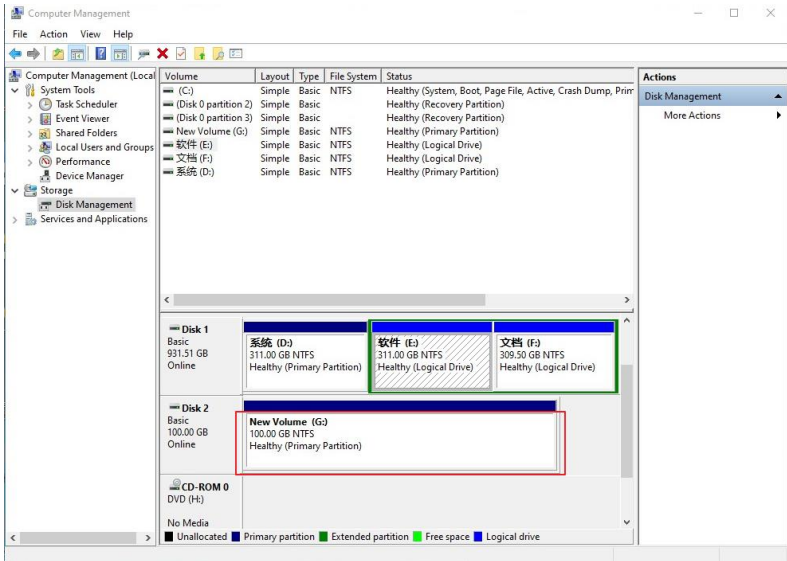 Computer Management
File Action View Help
Computer Management (Local
System Tools
Task Scheduler
Event Viewer
Shared Folders
Local Users and Groups
Performance
Device Manager
Storage
Disk Management
Services and Applications
Volume Layout Type File System Status
(C:) Simple Basic NTFS Healthy (System, Boot, Page File, Active, Crash Dump, Prim
(Disk 0 partition 2) Simple Basic Healthy (Recovery Partition)
(Disk 0 partition 3) Simple Basic Healthy (Recovery Partition)
New Volume (G:) Simple Basic NTFS Healthy (Primary Partition)
软件 (E:) Simple Basic NTFS Healthy (Logical Drive)
文档 (F:) Simple Basic NTFS Healthy (Logical Drive)
系统 (D:) Simple Basic NTFS Healthy (Primary Partition)
Disk 1
Basic
931.51 GB
Online
系统 (D:)
311.00 GB NTFS
Healthy (Primary Partition)
软件 (E:)
311.00 GB NTFS
Healthy (Logical Drive)
文档 (F:)
309.50 GB NTFS
Healthy (Logical Drive)
Disk 2
Basic
100.00 GB
Online
New Volume (G:)
100.00 GB NTFS
Healthy (Primary Partition)
CD-ROM 0
DVD (H:)
No Media
Unallocated Primary partition Extended partition Free space Logical drive
Actions
Disk Management
More Actions